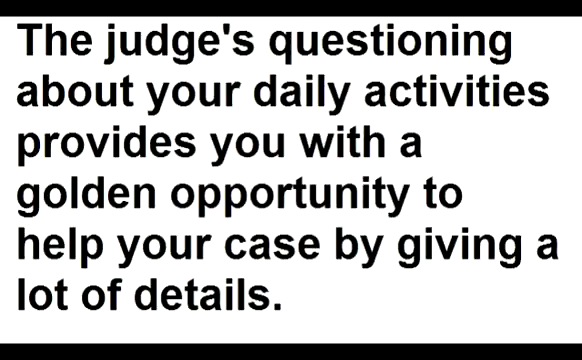 The judge's questioning
about your daily activities
provides you with a
golden opportunity to
help your case by giving a
lot of details.